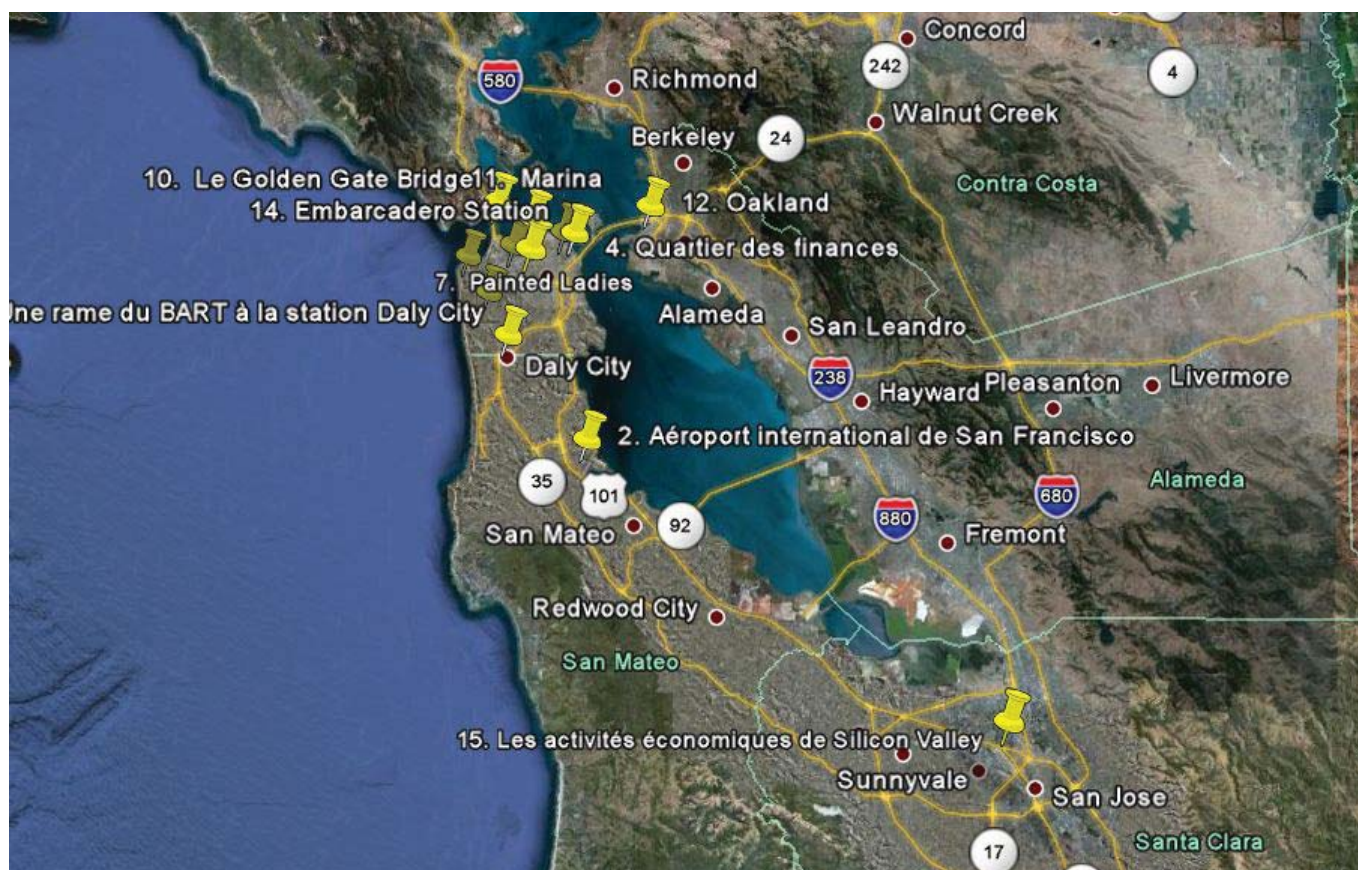 Concord
242
4
580
Richmond
Walnut Creek
Berkeley
24
10. Le Golden Gate Bridge
11. Marina
Contra Costa
14. Embarcadero Station
12. Oakland
4. Quartier des finances
7. Painted Ladies
Une rame du BART à la station Daly City
Alameda
San Leandro
Daly City
238
Hayward
Pleasanton
Livermore
2. Aéroport international de San Francisco
35
101
Alameda
680
San Mateo
92
880
Fremont
Redwood City
San Mateo
15. Les activités économiques de Silicon Valley
Sunnyvale
San Jose
17
Santa Clara